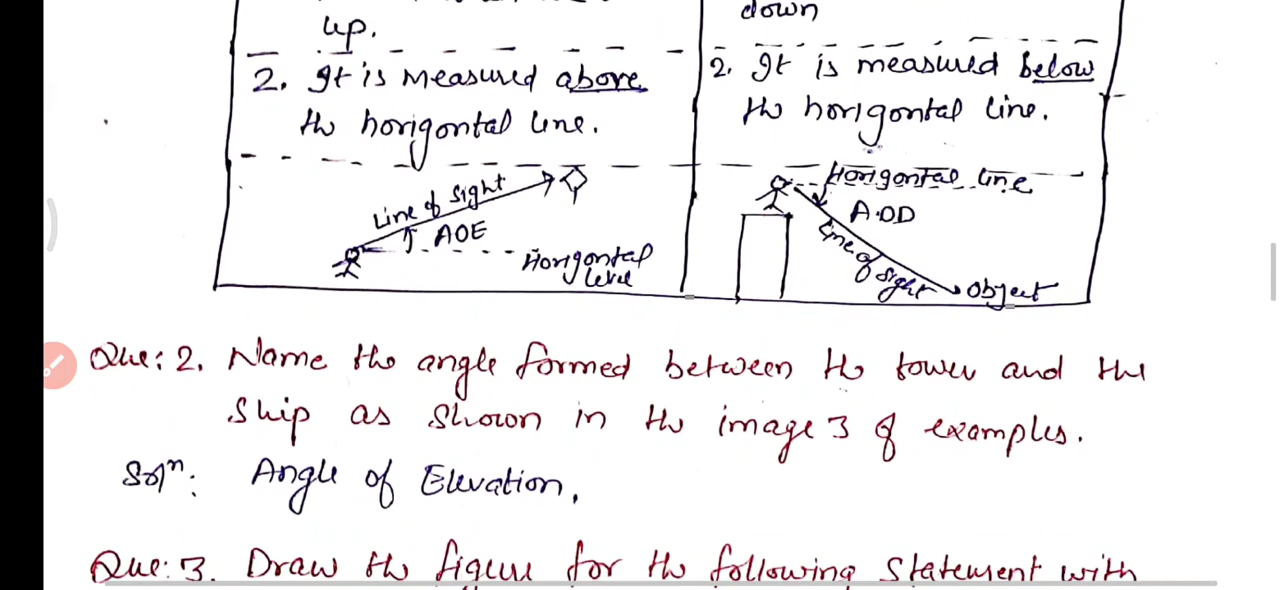 up.
down
2. It is measured above
the horizontal line.
2. It is measured below
the horizontal line.
Line of sight
AOE
Horizontal
level
Horizontal line
A.OD
Line of sight
object
Que: 2. Name the angle formed between the tower and the
ship as shown in the image 3 of examples.
Solⁿ: Angle of Elevation.
Que: 3. Draw the figure for the following statement with